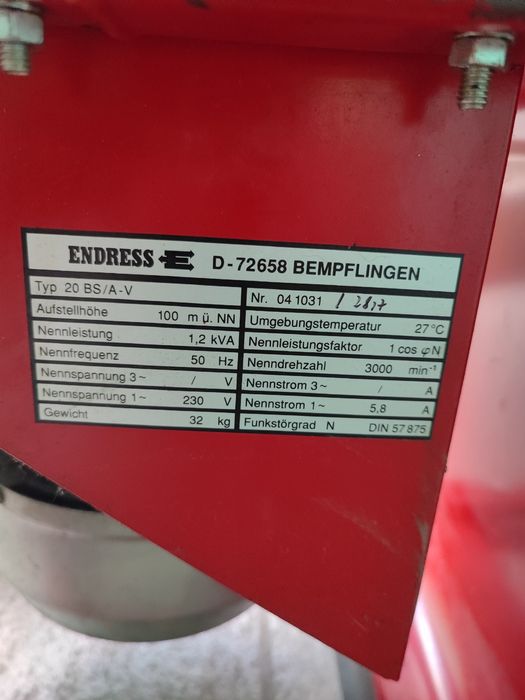 ENDRESS E D-72658 BEMPFLINGEN
Typ 20 BS/A-V Nr. 041031 / 2817
Aufstellhöhe 100 m ü. NN Umgebungstemperatur 27°C
Nennleistung 1,2 kVA Nennleistungsfaktor 1 cos φN
Nennfrequenz 50 Hz Nenndrehzahl 3000 min⁻¹
Nennspannung 3~ / V Nennstrom 3~ / A
Nennspannung 1~ 230 V Nennstrom 1~ 5,8 A
Gewicht 32 kg Funkstörgrad N DIN 57875